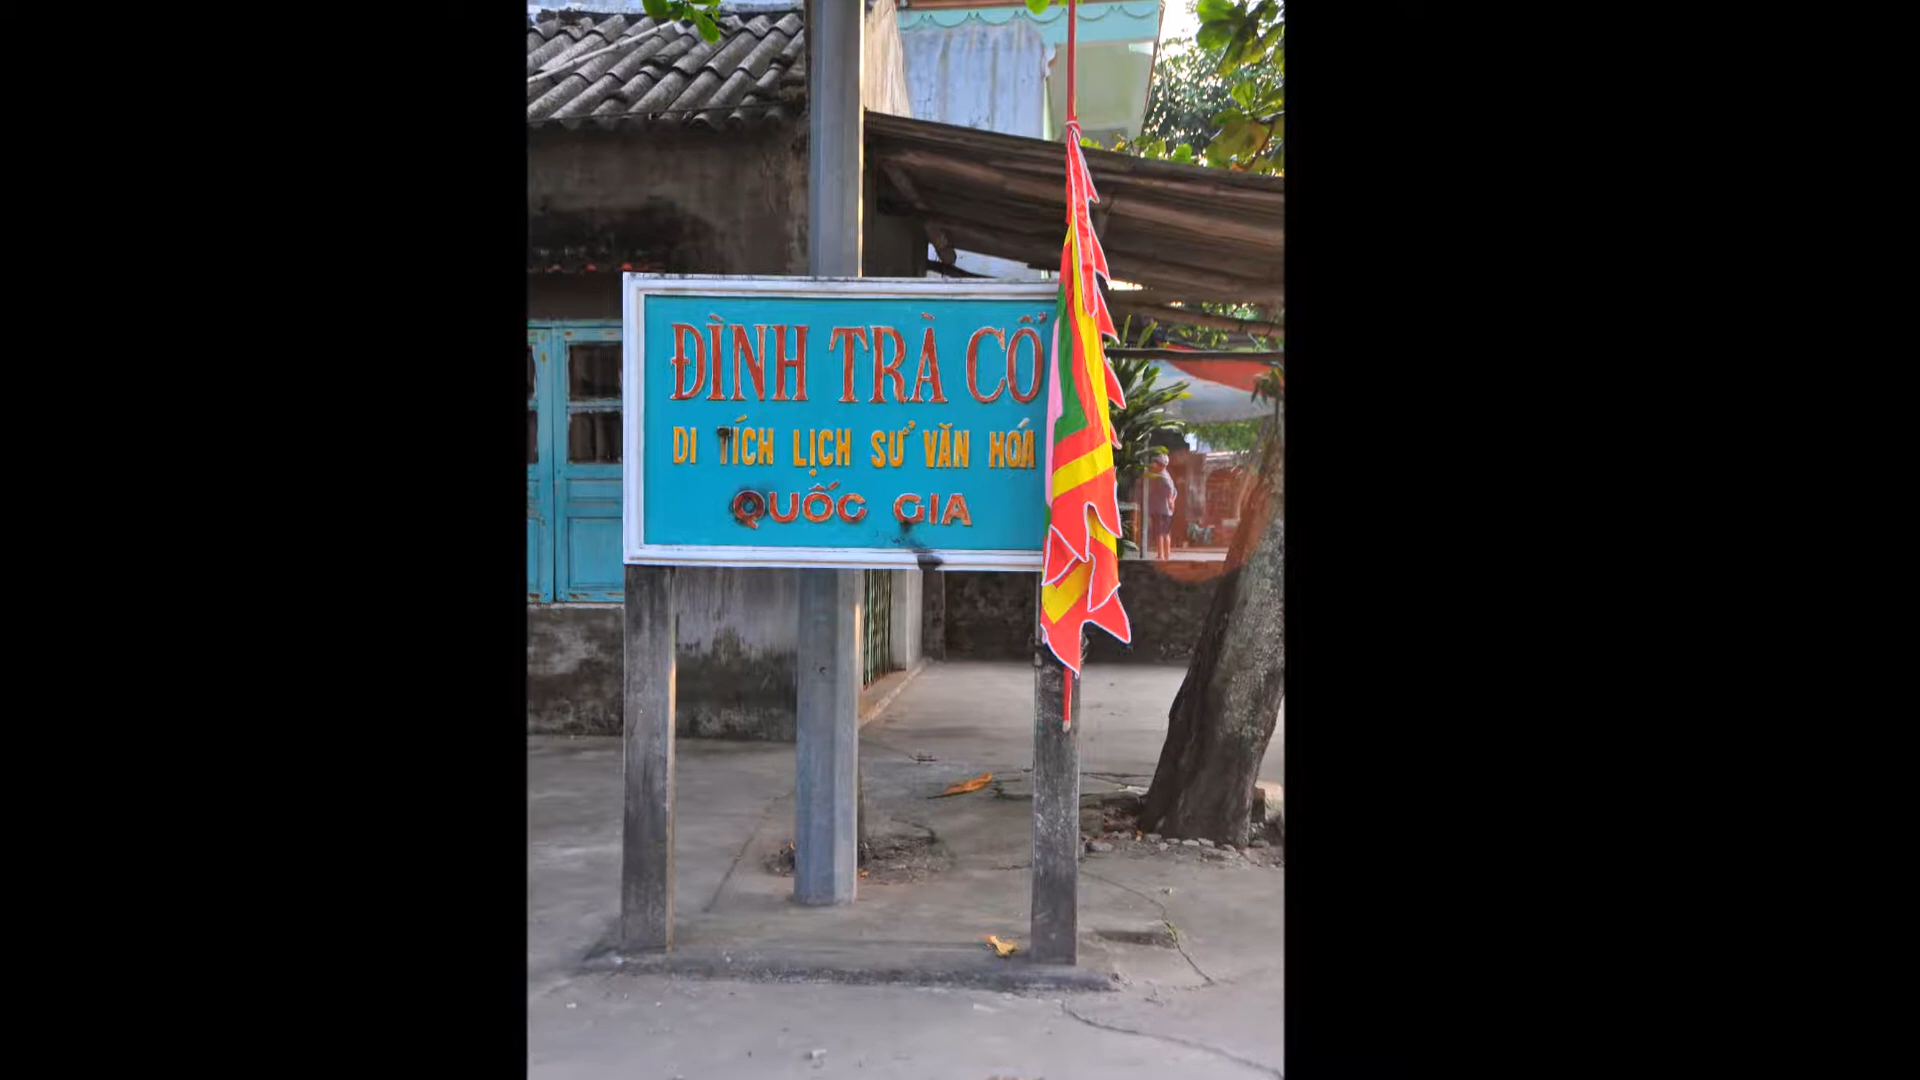 ĐÌNH TRÀ CỔ
DI TÍCH LỊCH SỬ VĂN HÓA
QUỐC GIA